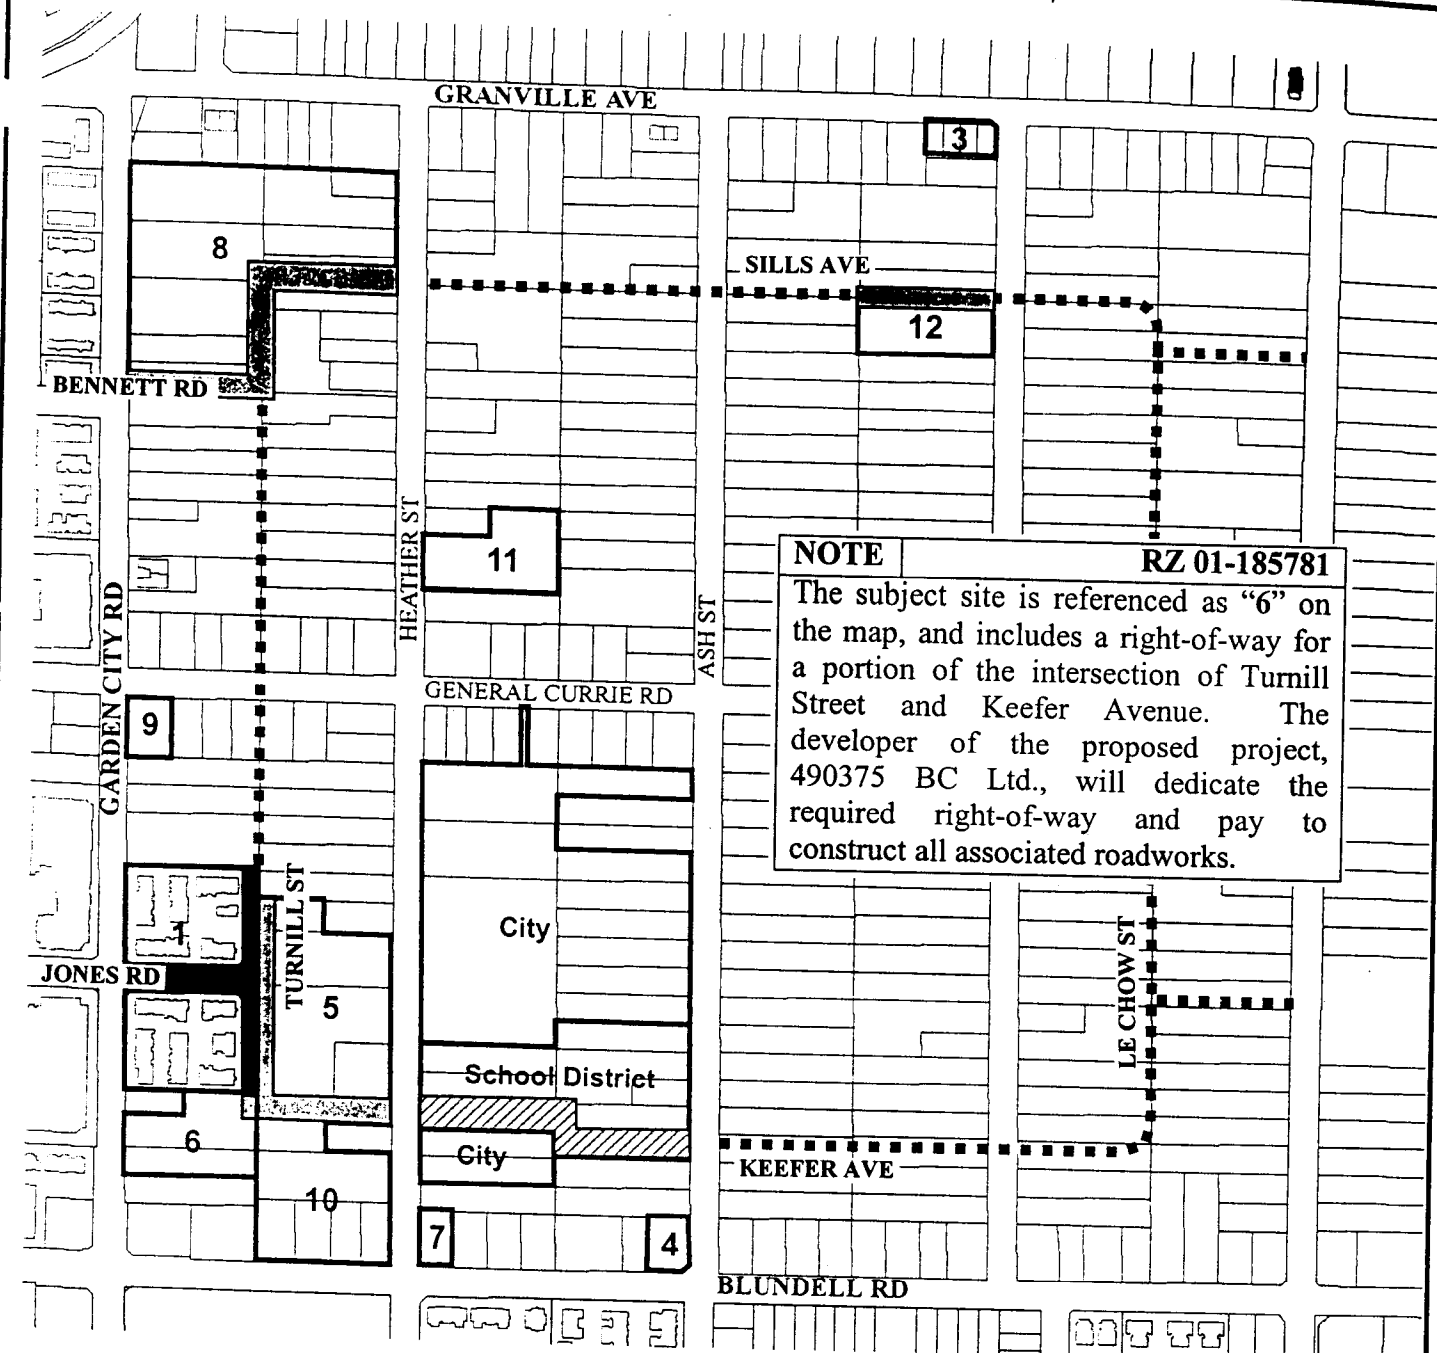 GRANVILLE AVE
3
8
SILLS AVE
12
BENNETT RD
HEATHER ST
11
NOTE RZ 01-185781
The subject site is referenced as “6” on
the map, and includes a right-of-way for
a portion of the intersection of Turnill
Street and Keefer Avenue. The
developer of the proposed project,
490375 BC Ltd., will dedicate the
required right-of-way and pay to
construct all associated roadworks.
GARDEN CITY RD
ASH ST
GENERAL CURRIE RD
9
TURNILL ST
1
City
LE CHOW ST
JONES RD
5
School District
6
City
KEEFER AVE
10
7
4
BLUNDELL RD